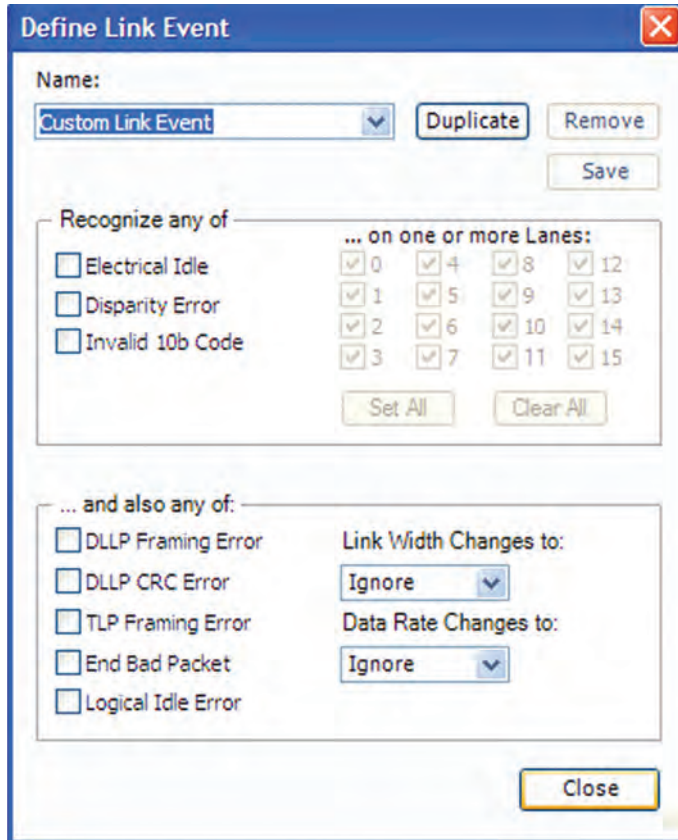 Define Link Event
Name:
Custom Link Event
Duplicate
Remove
Save
Recognize any of
... on one or more Lanes:
Electrical Idle
Disparity Error
Invalid 10b Code
0 4 8 12
1 5 9 13
2 6 10 14
3 7 11 15
Set All
Clear All
... and also any of:
DLLP Framing Error
DLLP CRC Error
TLP Framing Error
End Bad Packet
Logical Idle Error
Link Width Changes to:
Ignore
Data Rate Changes to:
Ignore
Close